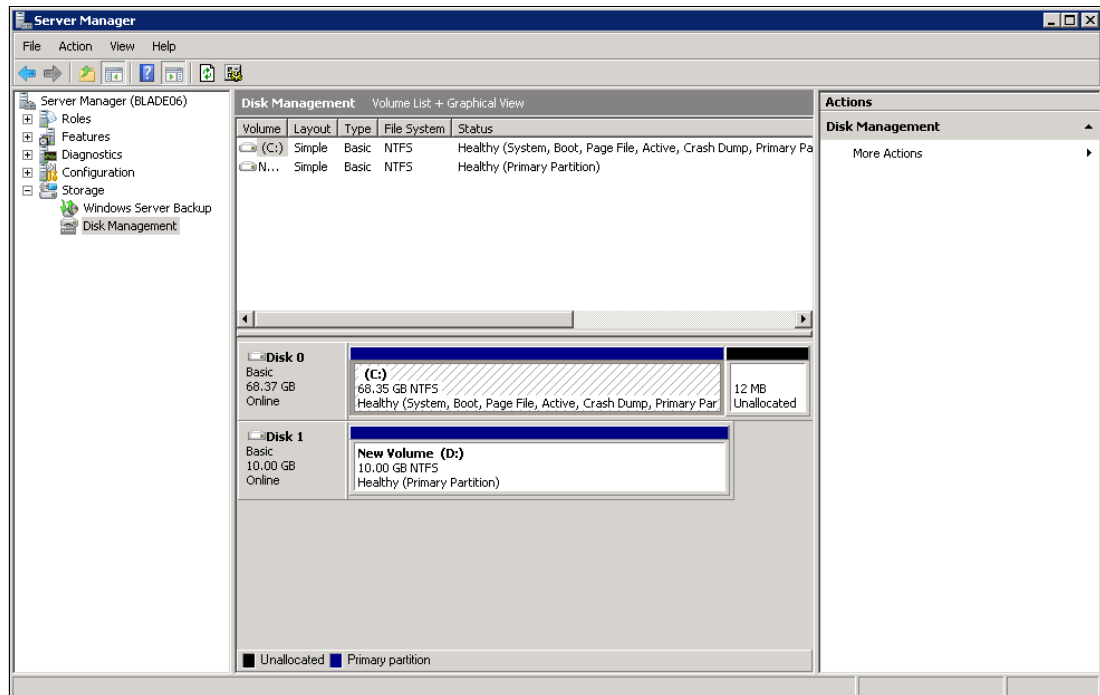 Server Manager
File Action View Help
Server Manager (BLADE06)
Roles
Features
Diagnostics
Configuration
Storage
Windows Server Backup
Disk Management
Disk Management Volume List + Graphical View
Volume Layout Type File System Status
(C:) Simple Basic NTFS Healthy (System, Boot, Page File, Active, Crash Dump, Primary Pa
N... Simple Basic NTFS Healthy (Primary Partition)
Disk 0
Basic
68.37 GB
Online
(C:)
68.35 GB NTFS
Healthy (System, Boot, Page File, Active, Crash Dump, Primary Par
12 MB
Unallocated
Disk 1
Basic
10.00 GB
Online
New Volume (D:)
10.00 GB NTFS
Healthy (Primary Partition)
Unallocated Primary partition
Actions
Disk Management
More Actions